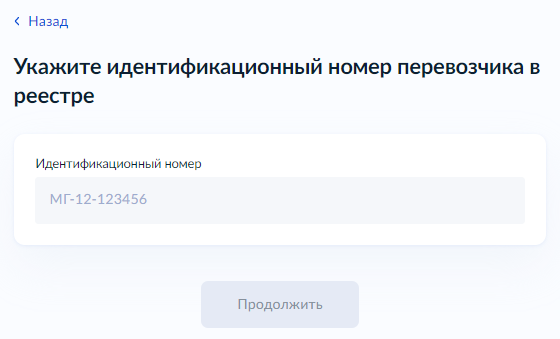 Назад
Укажите идентификационный номер перевозчика в
реестре
Идентификационный номер
МГ-12-123456
Продолжить